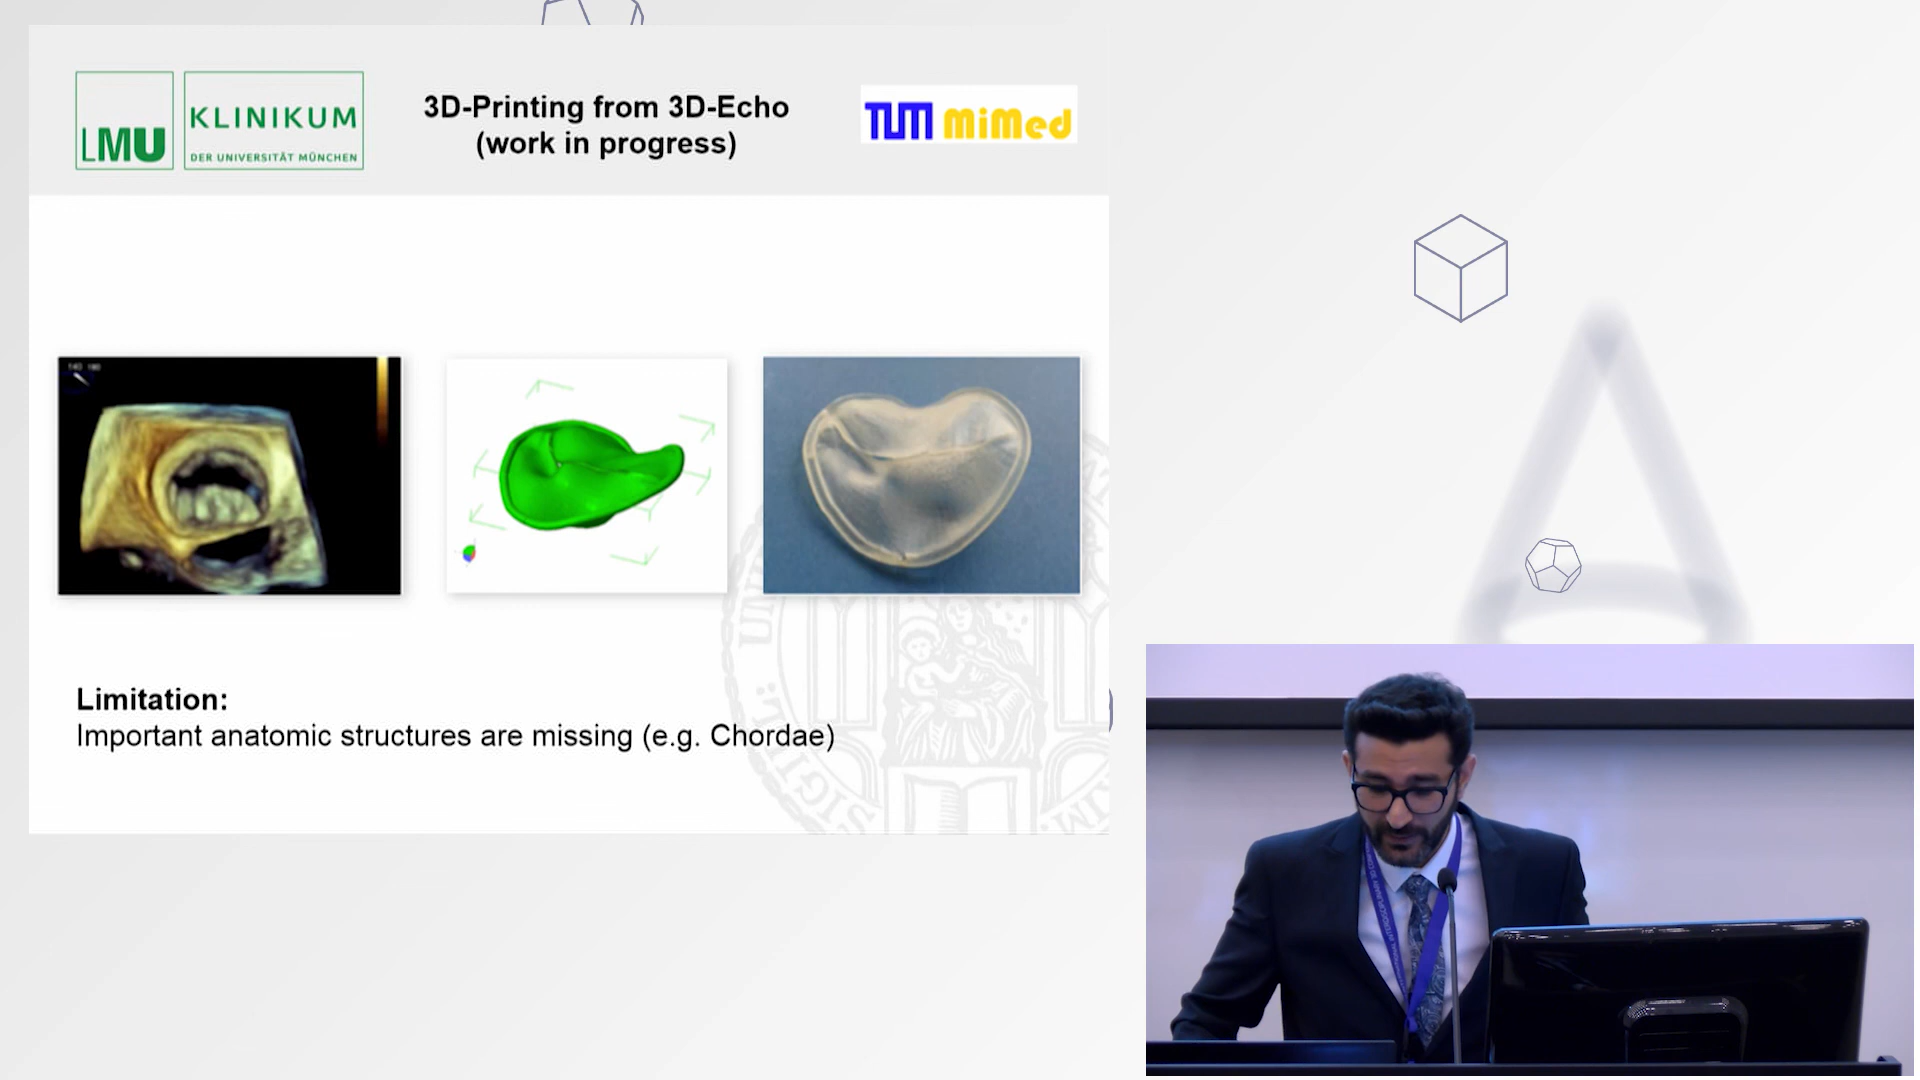 LMU
KLINIKUM
DER UNIVERSITÄT MÜNCHEN
3D-Printing from 3D-Echo
(work in progress)
TUM MiMed
Limitation:
Important anatomic structures are missing (e.g. Chordae)